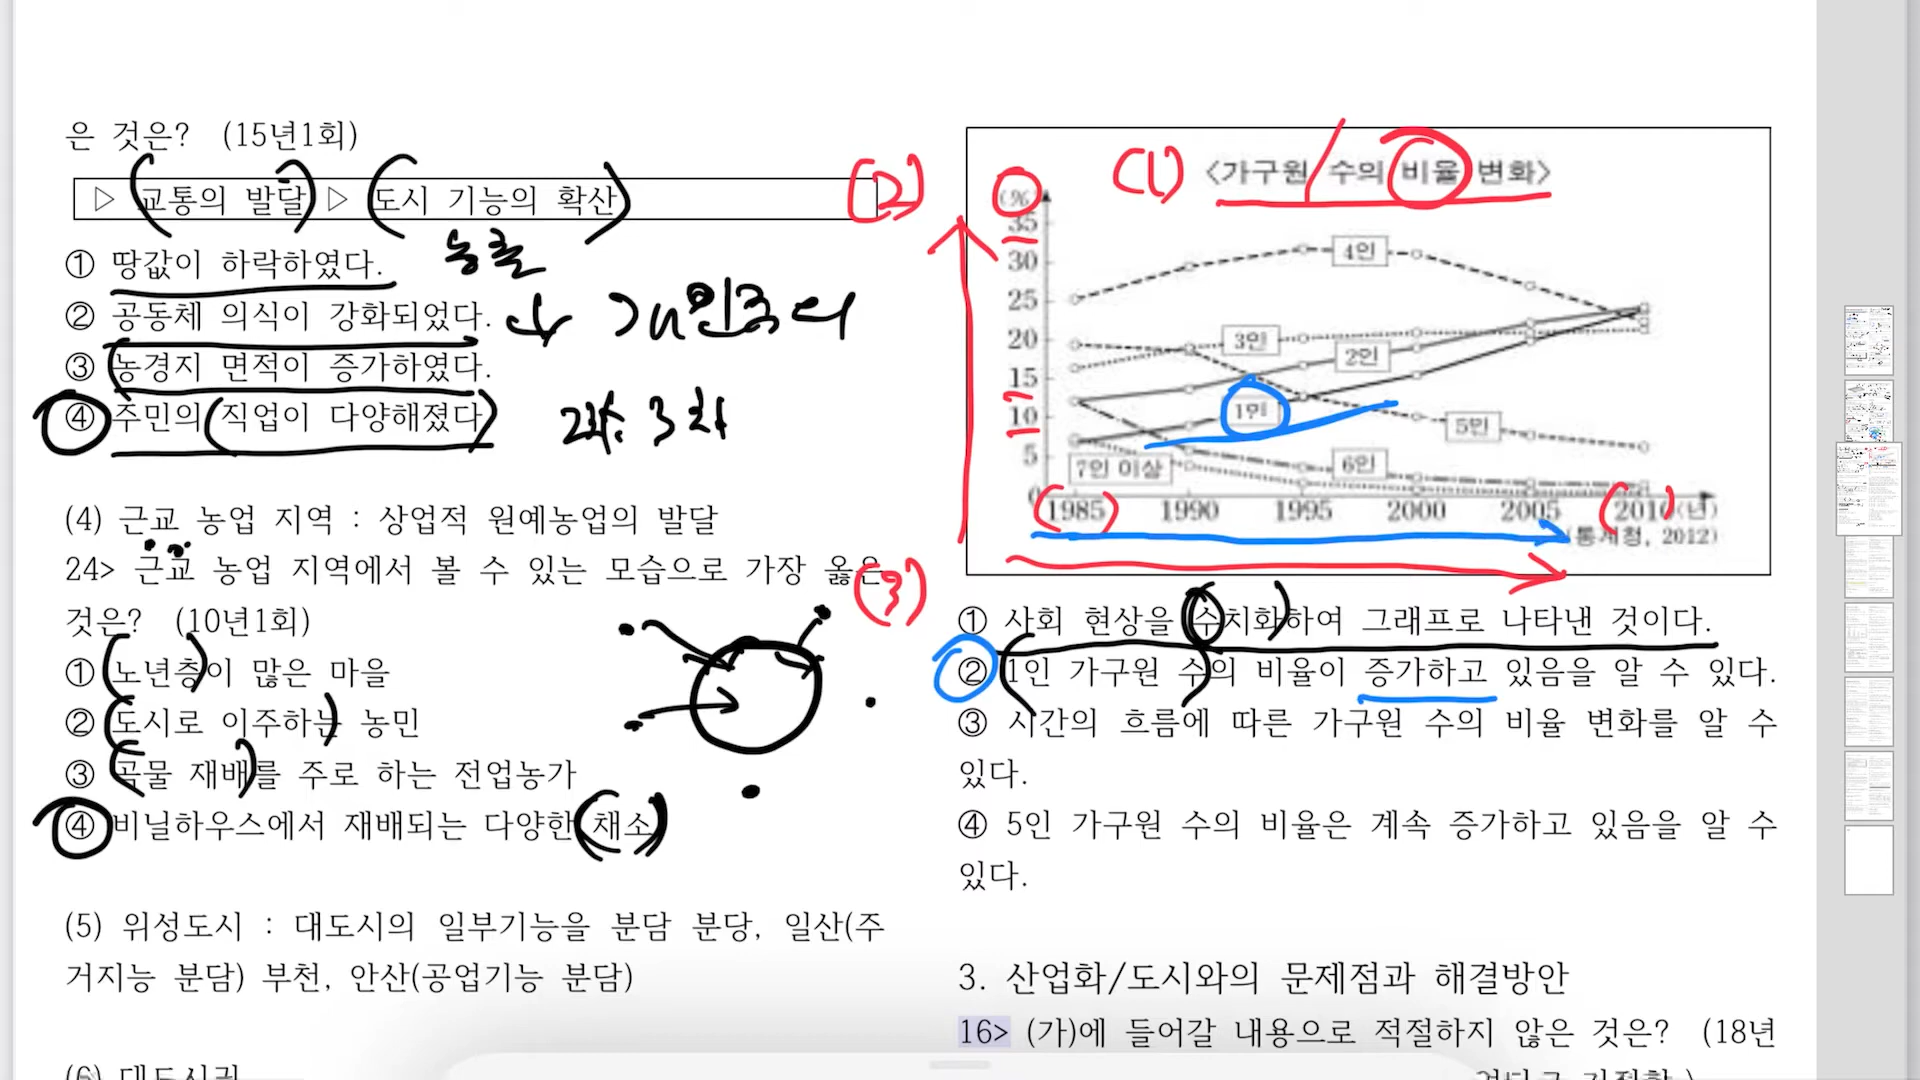 은 것은? (15년1회)
▷ 교통의 발달 ▷ 도시 기능의 확산
① 땅값이 하락하였다.
② 공동체 의식이 강화되었다. ↓ 개인주의
③ 농경지 면적이 증가하였다.
④ 주민의 직업이 다양해졌다
(4) 근교 농업 지역 : 상업적 원예농업의 발달
24> 근교 농업 지역에서 볼 수 있는 모습으로 가장 옳은
것은? (10년1회)
① 노년층이 많은 마을
② 도시로 이주하는 농민
③ 곡물 재배를 주로 하는 전업농가
④ 비닐하우스에서 재배되는 다양한 채소
(5) 위성도시 : 대도시의 일부기능을 분담 분당, 일산(주
거지능 분담) 부천, 안산(공업기능 분담)
(6) 대도시권
(1) <가구원 수의 비율 변화>
(2)
(%)
35
30
25
20
15
10
5
0
4인
3인
2인
1인
5인
6인
7인 이상
1985 1990 1995 2000 2005 2010(년)
(통계청, 2012)
(3)
① 사회 현상을 수치화하여 그래프로 나타낸 것이다.
② 1인 가구원 수의 비율이 증가하고 있음을 알 수 있다.
③ 시간의 흐름에 따른 가구원 수의 비율 변화를 알 수
있다.
④ 5인 가구원 수의 비율은 계속 증가하고 있음을 알 수
있다.
3. 산업화/도시와의 문제점과 해결방안
16> (가)에 들어갈 내용으로 적절하지 않은 것은? (18년